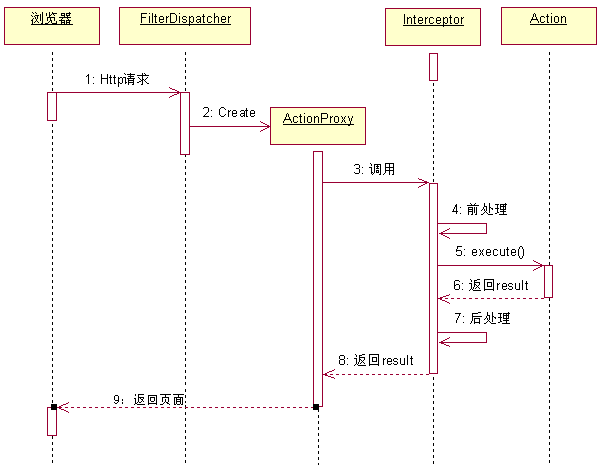 浏览器
FilterDispatcher
Interceptor
Action
1: Http请求
2: Create
ActionProxy
3: 调用
4: 前处理
5: execute()
6: 返回result
7: 后处理
8: 返回result
9：返回页面